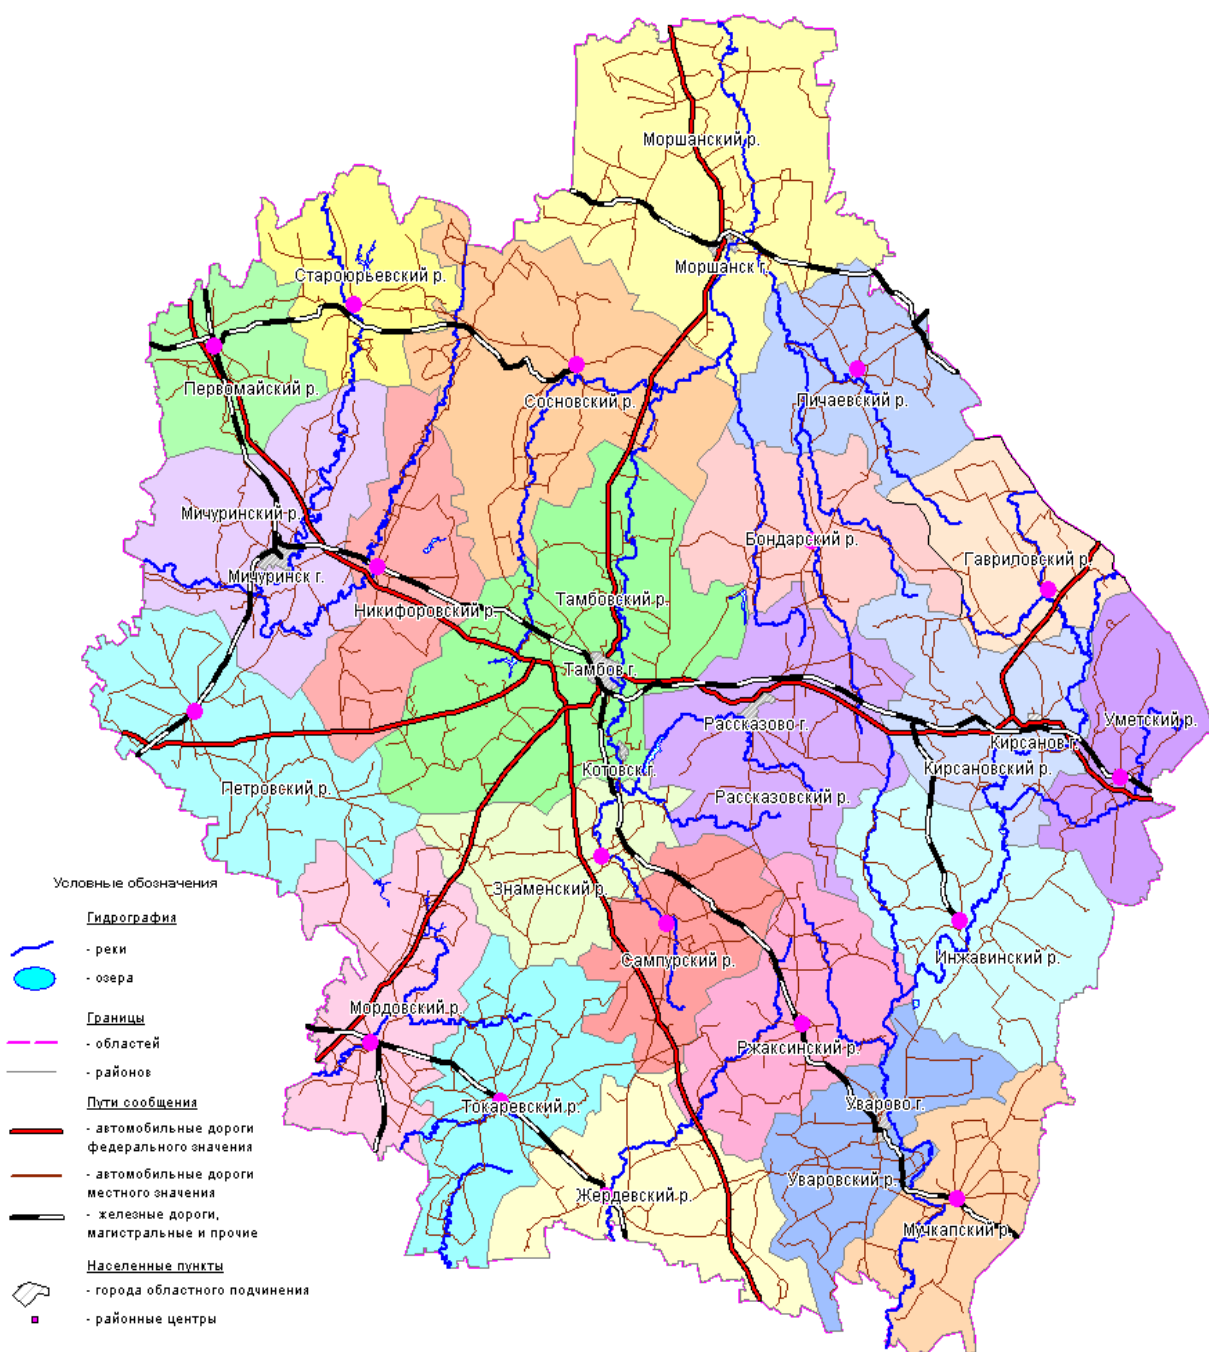 Моршанский р.
Моршанск г.
Староюрьевский р.
Первомайский р.
Сосновский р.
Пичаевский р.
Мичуринский р.
Бондарский р.
Гавриловский р.
Мичуринск г.
Никифоровский р.
Тамбовский р.
Тамбов г.
Рассказово г.
Уметский р.
Кирсанов г.
Кирсановский р.
Котовск г.
Петровский р.
Рассказовский р.
Знаменский р.
Сампурский р.
Инжавинский р.
Мордовский р.
Ржаксинский р.
Токаревский р.
Уварово г.
Уваровский р.
Жердевский р.
Мучкапский р.
Условные обозначения
Гидрография
- реки
- озера
Границы
- областей
- районов
Пути сообщения
- автомобильные дороги
федерального значения
- автомобильные дороги
местного значения
- железные дороги,
магистральные и прочие
Населенные пункты
- города областного подчинения
- районные центры